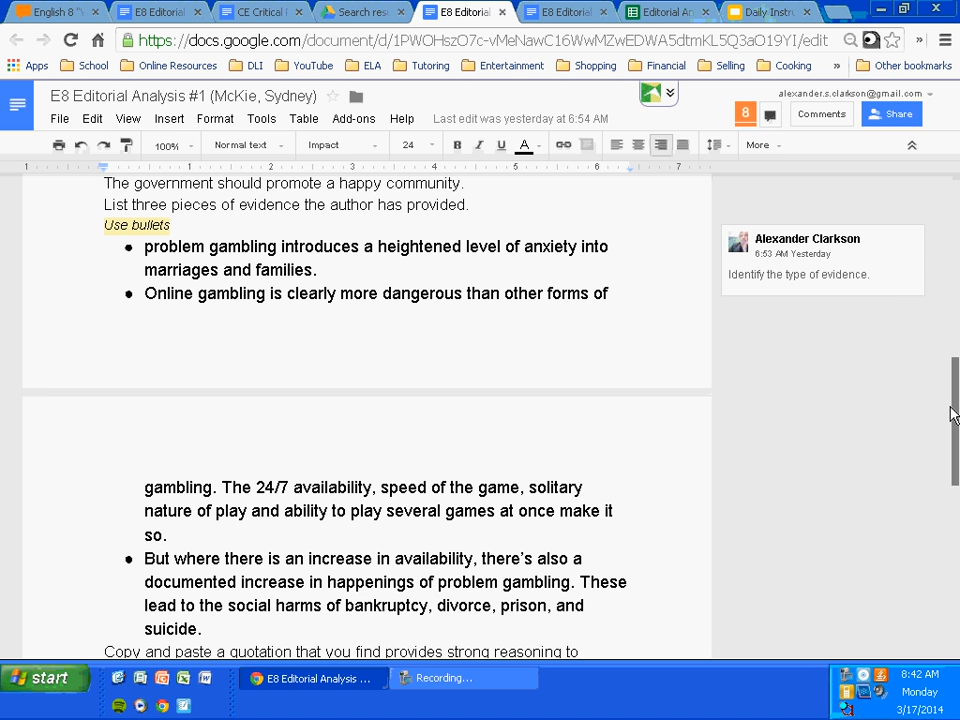 English 8 "
E8 Editorial
CE Critical F
Search res
E8 Editorial
E8 Editorial
Editorial An
Daily Instru
https://docs.google.com/document/d/1PWOHszO7c-vMeNawC16WwMZwEDWA5dtmKL5Q3aO19YI/edit
Apps School Online Resources DLI YouTube ELA Tutoring Entertainment Shopping Financial Selling Cooking » Other bookmarks
E8 Editorial Analysis #1 (McKie, Sydney)
alexander.s.clarkson@gmail.com
File Edit View Insert Format Tools Table Add-ons Help Last edit was yesterday at 6:54 AM
8 Comments Share
100% Normal text Impact 24 B I U A More
1 1 2 3 4 5 6 7
The government should promote a happy community.
List three pieces of evidence the author has provided.
Use bullets
● problem gambling introduces a heightened level of anxiety into
marriages and families.
● Online gambling is clearly more dangerous than other forms of
gambling. The 24/7 availability, speed of the game, solitary
nature of play and ability to play several games at once make it
so.
● But where there is an increase in availability, there's also a
documented increase in happenings of problem gambling. These
lead to the social harms of bankruptcy, divorce, prison, and
suicide.
Copy and paste a quotation that you find provides strong reasoning to
Alexander Clarkson
6:53 AM Yesterday
Identify the type of evidence.
start
E8 Editorial Analysis ...
Recording...
8:42 AM
Monday
3/17/2014